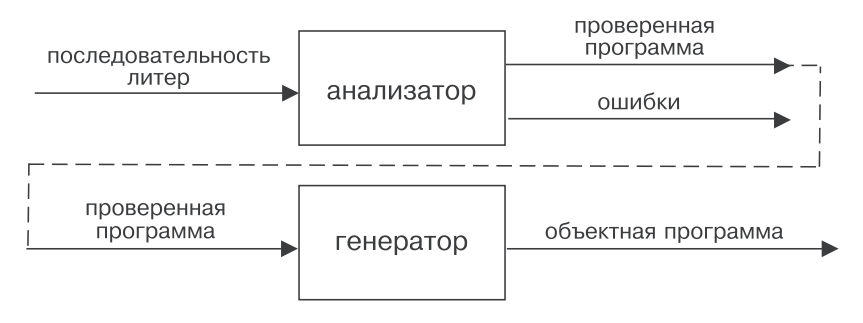 последовательность
литер
анализатор
проверенная
программа
ошибки
проверенная
программа
генератор
объектная программа